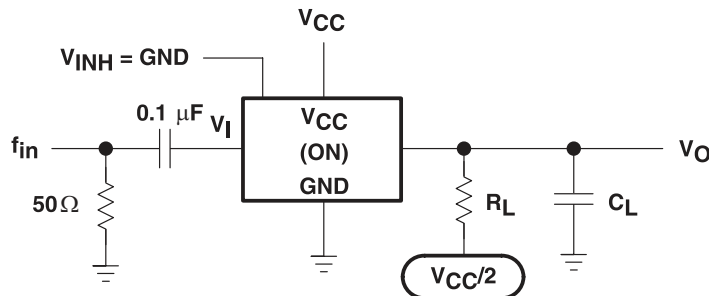 VCC
VINH = GND
0.1 μF
VI
VCC
(ON)
GND
fin
50Ω
VO
RL
CL
VCC/2